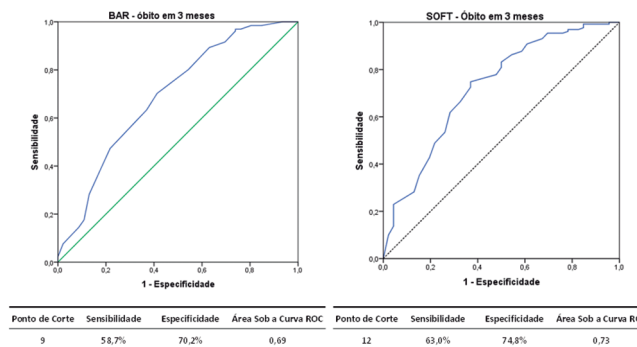 BAR - óbito em 3 meses
Sensibilidade
1,0
0,8
0,6
0,4
0,2
0,0
0,0 0,2 0,4 0,6 0,8 1,0
1 - Especificidade
Ponto de Corte Sensibilidade Especificidade Área Sob a Curva ROC
9 58,7% 70,2% 0,69
SOFT - Óbito em 3 meses
Sensibilidade
1,0
0,8
0,6
0,4
0,2
0,0
0,0 0,2 0,4 0,6 0,8 1,0
1 - Especificidade
Ponto de Corte Sensibilidade Especificidade Área Sob a Curva
12 63,0% 74,8% 0,73